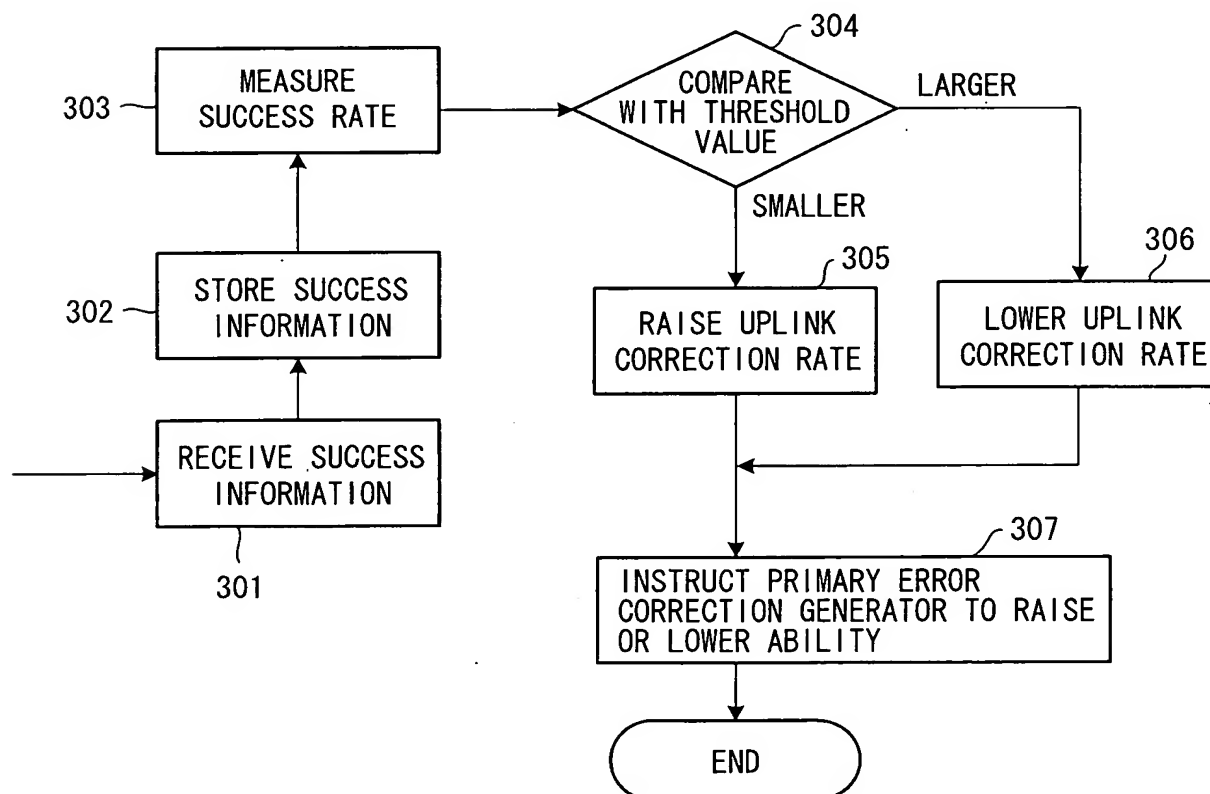 304
MEASURE
SUCCESS RATE
303
COMPARE
WITH THRESHOLD
VALUE
LARGER
SMALLER
STORE SUCCESS
INFORMATION
302
305
RAISE UPLINK
CORRECTION RATE
306
LOWER UPLINK
CORRECTION RATE
RECEIVE SUCCESS
INFORMATION
301
307
INSTRUCT PRIMARY ERROR
CORRECTION GENERATOR TO RAISE
OR LOWER ABILITY
END